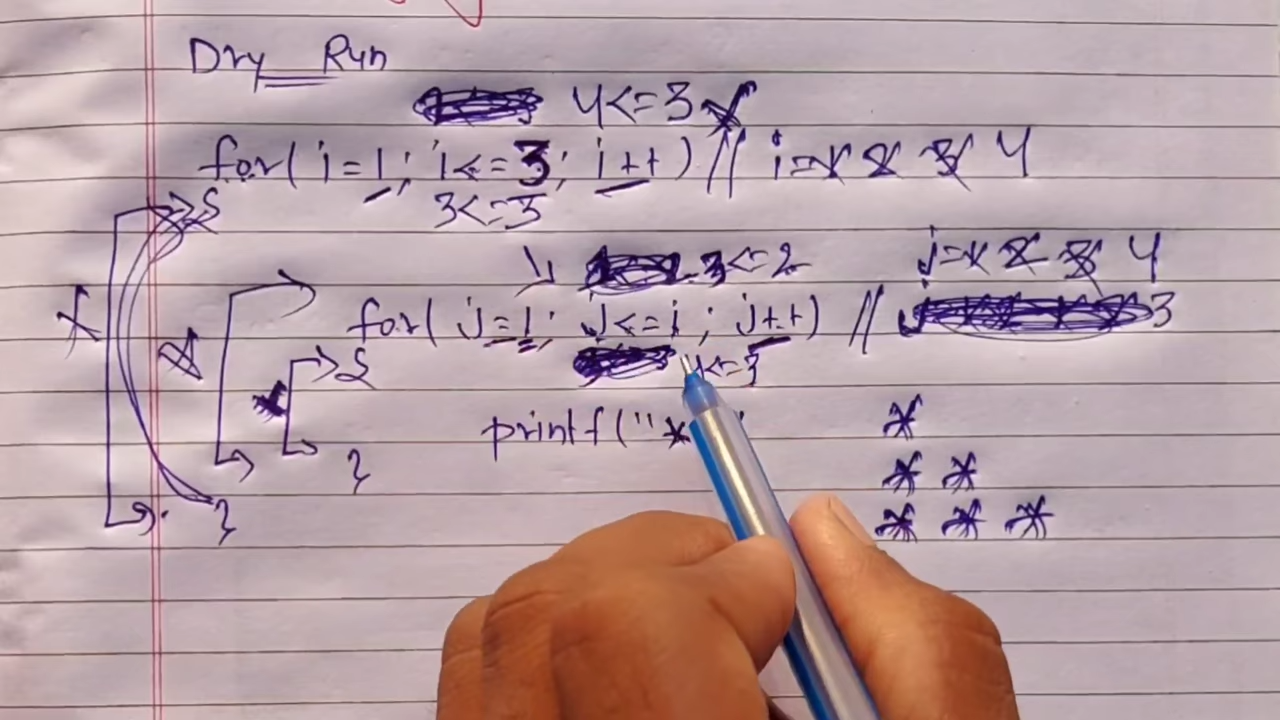 Dry Run
4<=3
for( i=1; i<=3; i++) // i=1 2 3 4
3<=3
{
3<=2 j=1 2 3 4
for( j=1; j<=i; j++) // j 3
<=3
{
printf("* " *
}
* *
} * * *